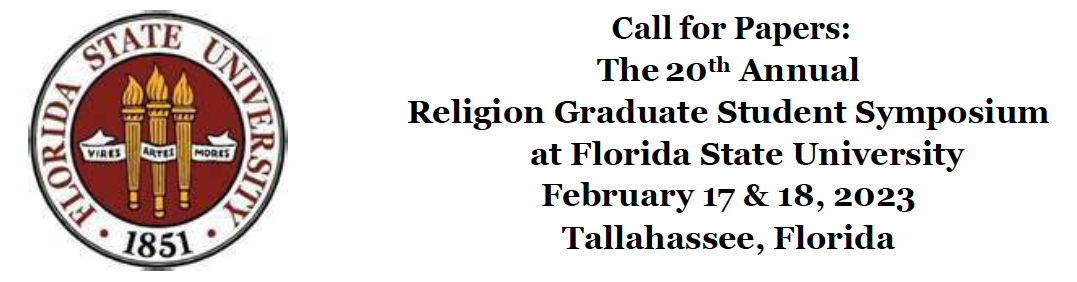 FLORIDA STATE UNIVERSITY
VIRES ARTES MORES
1851
Call for Papers:
The 20th Annual
Religion Graduate Student Symposium
at Florida State University
February 17 & 18, 2023
Tallahassee, Florida